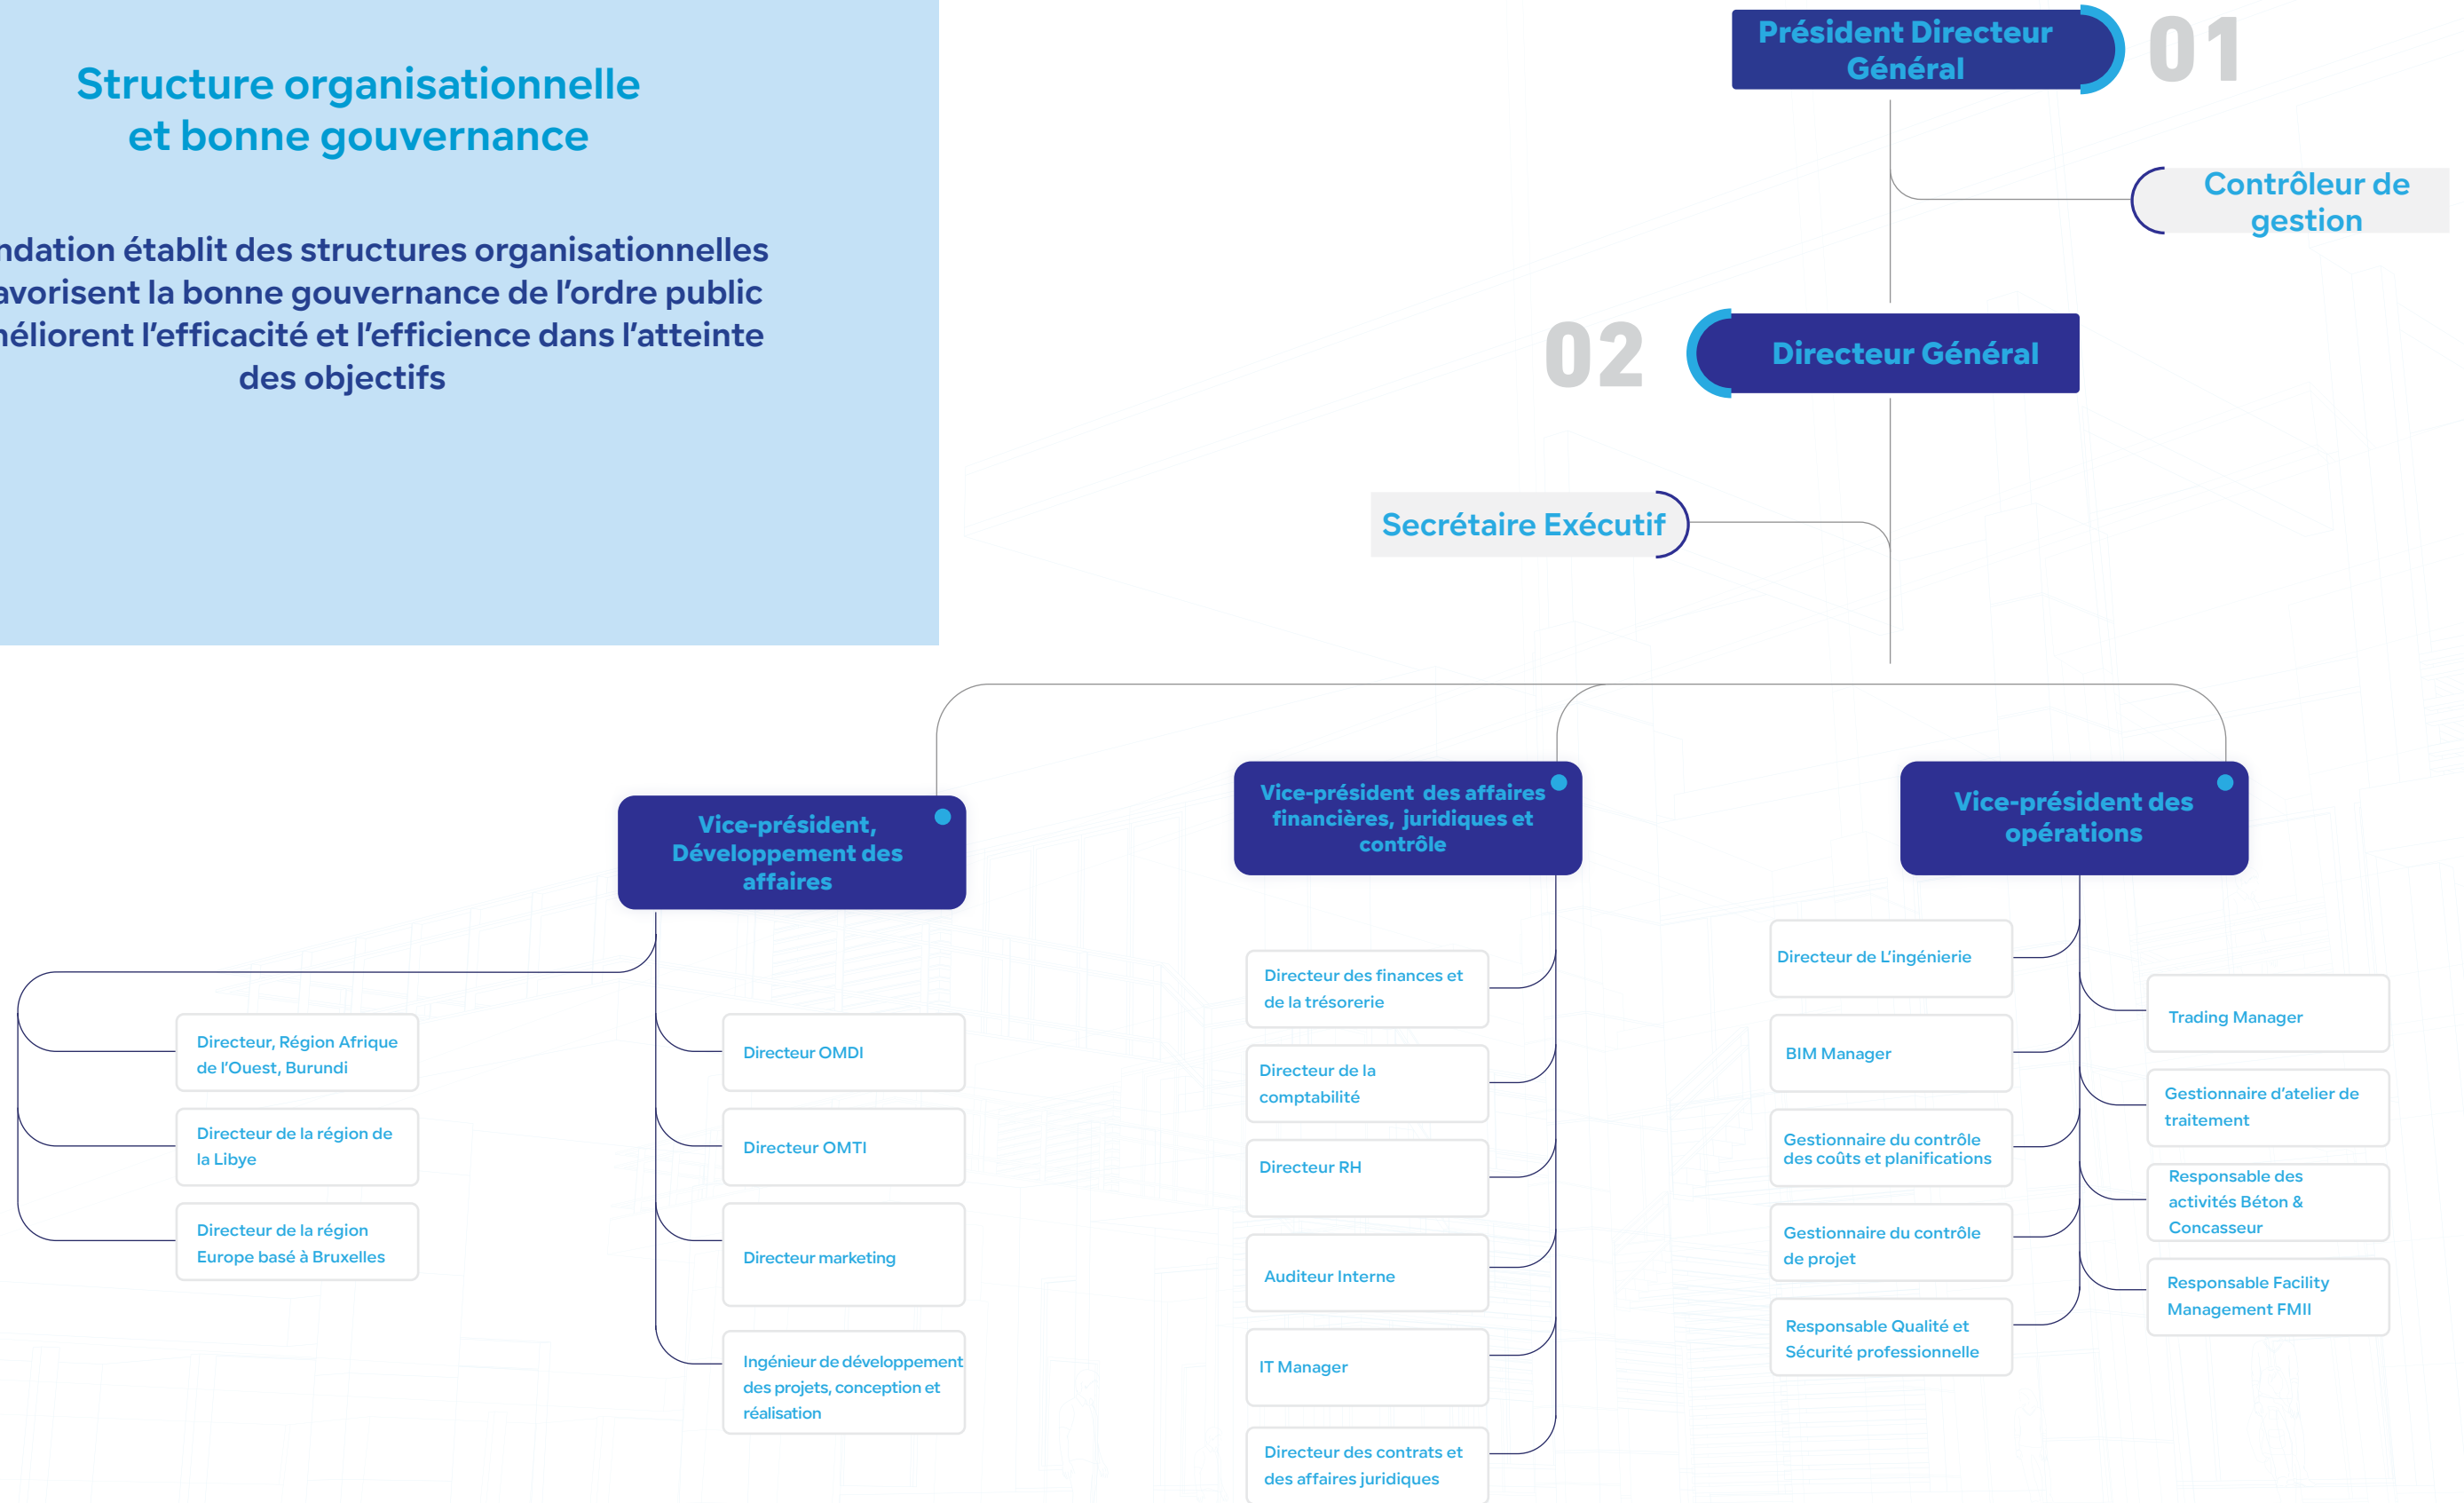 Structure organisationnelle
et bonne gouvernance
établit des structures organisationnelles
la bonne gouvernance de l’ordre public
l’efficacité et l’efficience dans l’atteinte
des objectifs
Président Directeur
Général
01
Contrôleur de
gestion
02
Directeur Général
Secrétaire Exécutif
Vice-président,
Développement des
affaires
Directeur, Région Afrique
de l’Ouest, Burundi
Directeur de la région de
la Libye
Directeur de la région
Europe basé à Bruxelles
Directeur OMDI
Directeur OMTI
Directeur marketing
Ingénieur de développement
des projets, conception et
réalisation
Vice-président des affaires
financières, juridiques et
contrôle
Directeur des finances et
de la trésorerie
Directeur de la
comptabilité
Directeur RH
Auditeur Interne
IT Manager
Directeur des contrats et
des affaires juridiques
Vice-président des
opérations
Directeur de L’ingénierie
BIM Manager
Gestionnaire du contrôle
des coûts et planifications
Gestionnaire du contrôle
de projet
Responsable Qualité et
Sécurité professionnelle
Trading Manager
Gestionnaire d’atelier de
traitement
Responsable des
activités Béton &
Concasseur
Responsable Facility
Management FMII